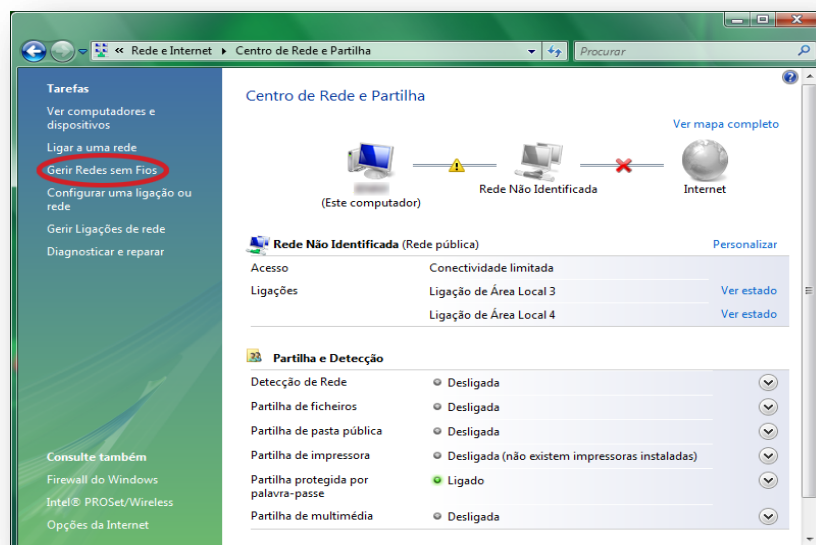 « Rede e Internet Centro de Rede e Partilha
Procurar
Tarefas
Ver computadores e
dispositivos
Ligar a uma rede
Gerir Redes sem Fios
Configurar uma ligação ou
rede
Gerir Ligações de rede
Diagnosticar e reparar
Consulte também
Firewall do Windows
Intel® PROSet/Wireless
Opções da Internet
Centro de Rede e Partilha
Ver mapa completo
(Este computador)
Rede Não Identificada
Internet
Rede Não Identificada (Rede pública) Personalizar
Acesso Conectividade limitada
Ligações Ligação de Área Local 3 Ver estado
Ligação de Área Local 4 Ver estado
Partilha e Detecção
Detecção de Rede Desligada
Partilha de ficheiros Desligada
Partilha de pasta pública Desligada
Partilha de impressora Desligada (não existem impressoras instaladas)
Partilha protegida por Ligado
palavra-passe
Partilha de multimédia Desligada